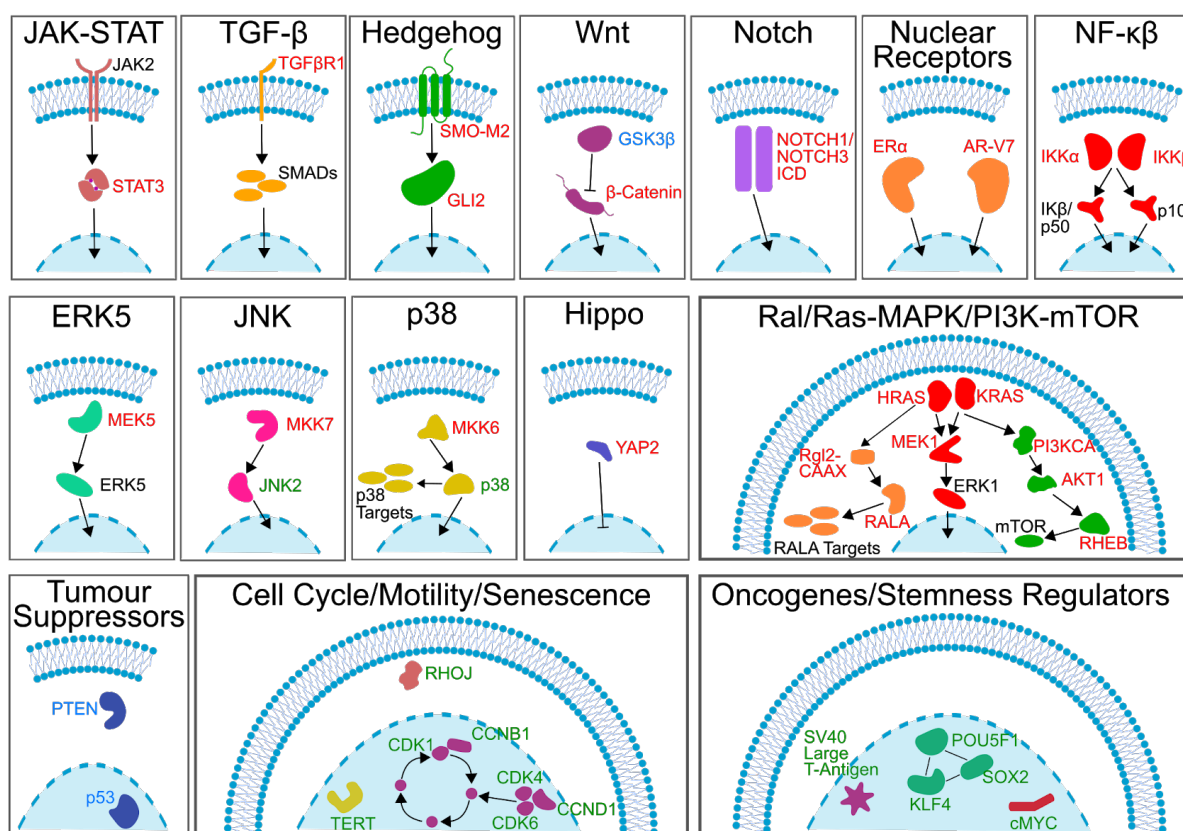 JAK-STAT
JAK2
STAT3
TGF-β
TGFβR1
SMADs
Hedgehog
SMO-M2
GLI2
Wnt
GSK3β
β-Catenin
Notch
NOTCH1/
NOTCH3
ICD
Nuclear
Receptors
ERα
AR-V7
NF-κβ
IKKα
IKKβ
IKβ/
p50
p10
ERK5
MEK5
ERK5
JNK
MKK7
JNK2
p38
MKK6
p38
p38
Targets
Hippo
YAP2
Ral/Ras-MAPK/PI3K-mTOR
HRAS
KRAS
MEK1
PI3KCA
Rgl2-
CAAX
AKT1
ERK1
RALA
mTOR
RHEB
RALA Targets
Tumour
Suppressors
PTEN
p53
Cell Cycle/Motility/Senescence
RHOJ
CCNB1
CDK1
CDK4
CCND1
CDK6
TERT
Oncogenes/Stemness Regulators
SV40
Large
T-Antigen
POU5F1
SOX2
KLF4
cMYC